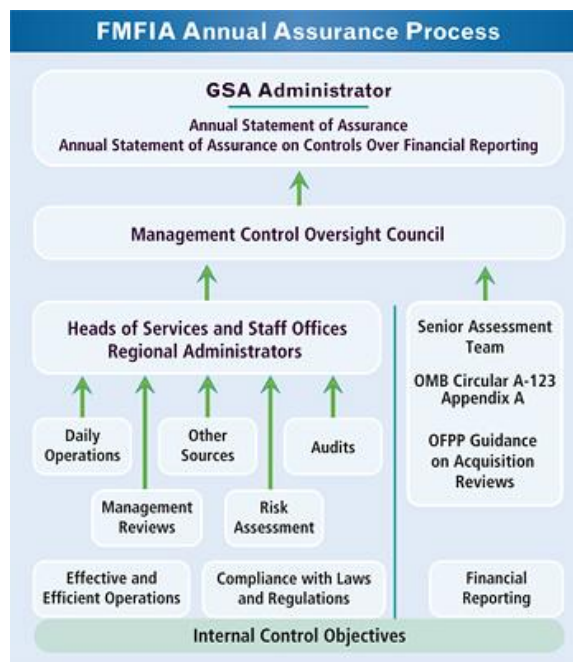 FMFIA Annual Assurance Process
GSA Administrator
Annual Statement of Assurance
Annual Statement of Assurance on Controls Over Financial Reporting
Management Control Oversight Council
Heads of Services and Staff Offices
Regional Administrators
Senior Assessment
Team
OMB Circular A-123
Appendix A
OFPP Guidance
on Acquisition
Reviews
Daily
Operations
Other
Sources
Audits
Management
Reviews
Risk
Assessment
Effective and
Efficient Operations
Compliance with Laws
and Regulations
Financial
Reporting
Internal Control Objectives